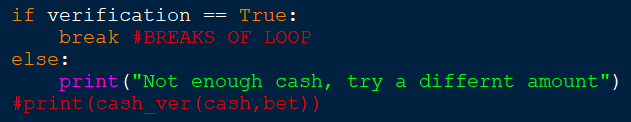 if verification == True:
    break #BREAKS OF LOOP
else:
    print("Not enough cash, try a differnt amount")
#print(cash_ver(cash,bet))